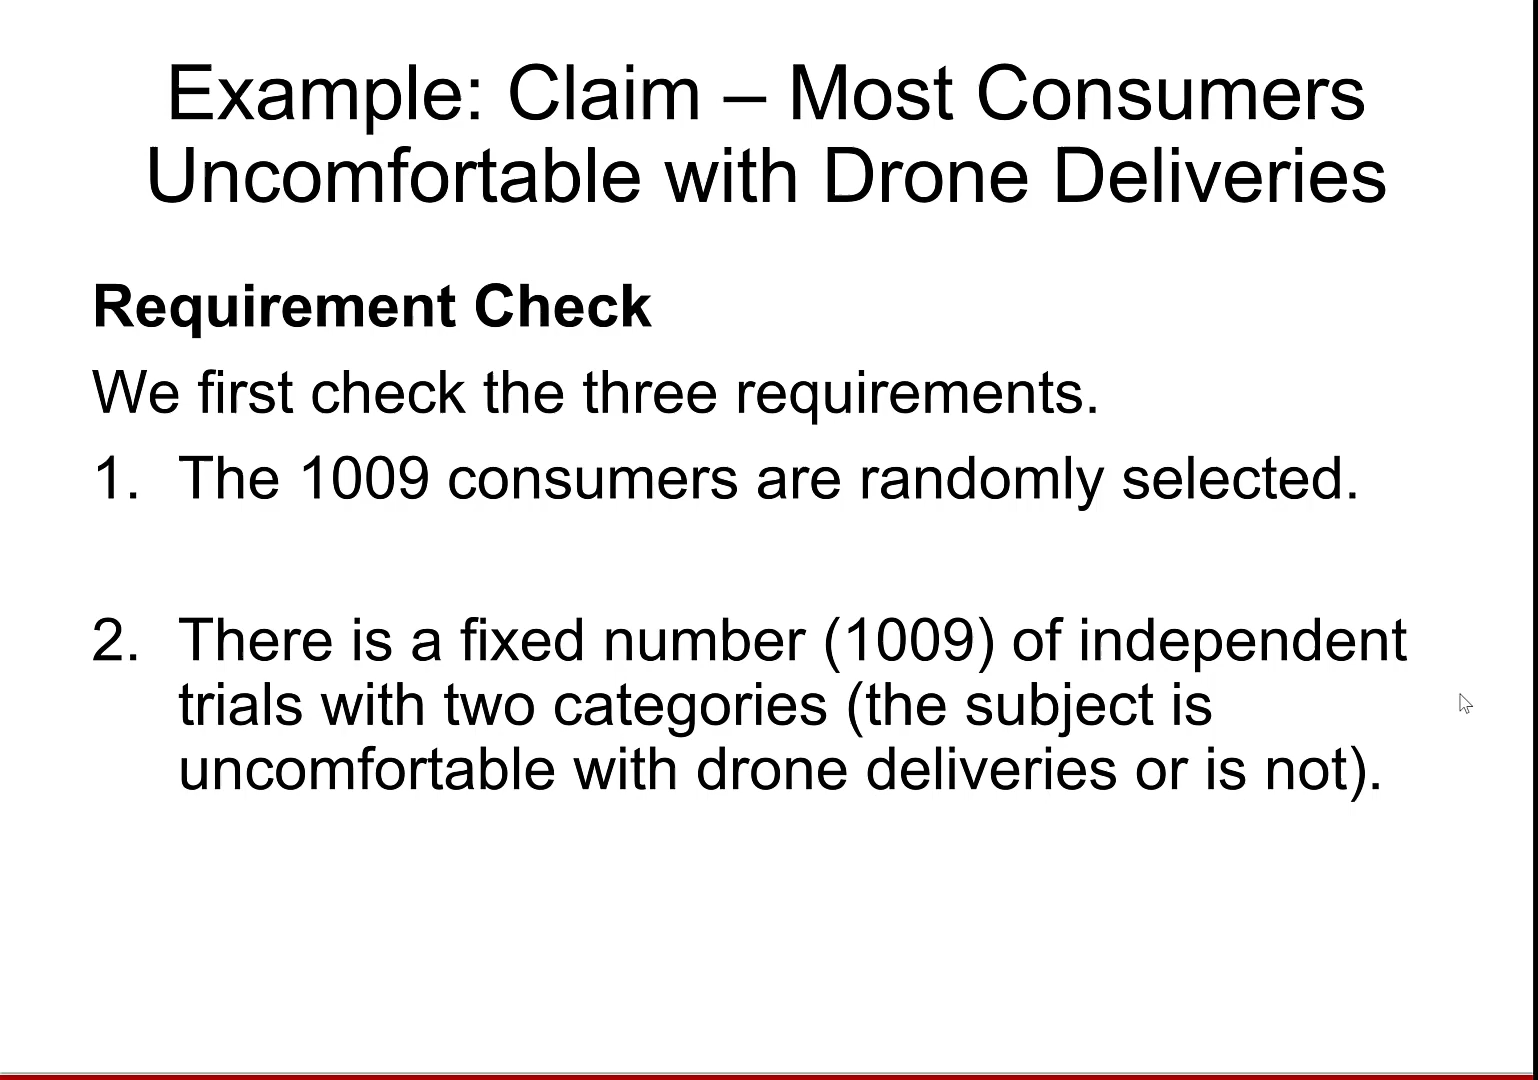 Example: Claim – Most Consumers
Uncomfortable with Drone Deliveries
Requirement Check
We first check the three requirements.
1. The 1009 consumers are randomly selected.
2. There is a fixed number (1009) of independent
trials with two categories (the subject is
uncomfortable with drone deliveries or is not).